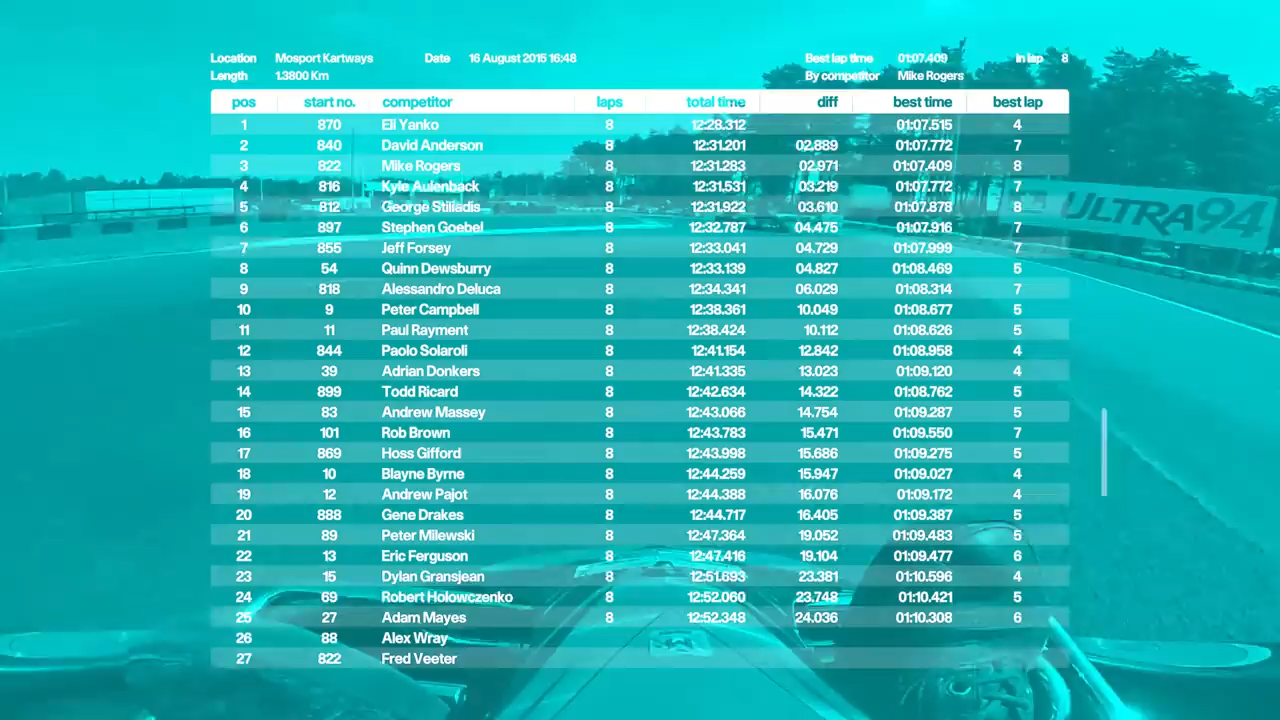 Location Mosport Kartways Date 16 August 2015 16:48 Best lap time 01:07.409 In lap 8
Length 1.3800 Km By competitor Mike Rogers
pos start no. competitor laps total time diff best time best lap
1 870 Eli Yanko 8 12:28.312 01:07.515 4
2 840 David Anderson 8 12:31.201 02.889 01:07.772 7
3 822 Mike Rogers 8 12:31.283 02.971 01:07.409 8
4 816 Kyle Aulenback 8 12:31.531 03.219 01:07.772 7
5 812 George Stiliadis 8 12:31.922 03.610 01:07.878 8
6 897 Stephen Goebel 8 12:32.787 04.475 01:07.916 7
7 855 Jeff Forsey 8 12:33.041 04.729 01:07.999 7
8 54 Quinn Dewsburry 8 12:33.139 04.827 01:08.469 5
9 818 Alessandro Deluca 8 12:34.341 06.029 01:08.314 7
10 9 Peter Campbell 8 12:38.361 10.049 01:08.677 5
11 11 Paul Rayment 8 12:38.424 10.112 01:08.626 5
12 844 Paolo Solaroli 8 12:41.154 12.842 01:08.958 4
13 39 Adrian Donkers 8 12:41.335 13.023 01:09.120 4
14 899 Todd Ricard 8 12:42.634 14.322 01:08.762 5
15 83 Andrew Massey 8 12:43.066 14.754 01:09.287 5
16 101 Rob Brown 8 12:43.783 15.471 01:09.550 7
17 869 Hoss Gifford 8 12:43.998 15.686 01:09.275 5
18 10 Blayne Byrne 8 12:44.259 15.947 01:09.027 4
19 12 Andrew Pajot 8 12:44.388 16.076 01:09.172 4
20 888 Gene Drakes 8 12:44.717 16.405 01:09.387 5
21 89 Peter Milewski 8 12:47.364 19.052 01:09.483 5
22 13 Eric Ferguson 8 12:47.416 19.104 01:09.477 6
23 15 Dylan Gransjean 8 12:51.693 23.381 01:10.596 4
24 69 Robert Holowczenko 8 12:52.060 23.748 01:10.421 5
25 27 Adam Mayes 8 12:52.348 24.036 01:10.308 6
26 88 Alex Wray
27 822 Fred Veeter
ULTRA94